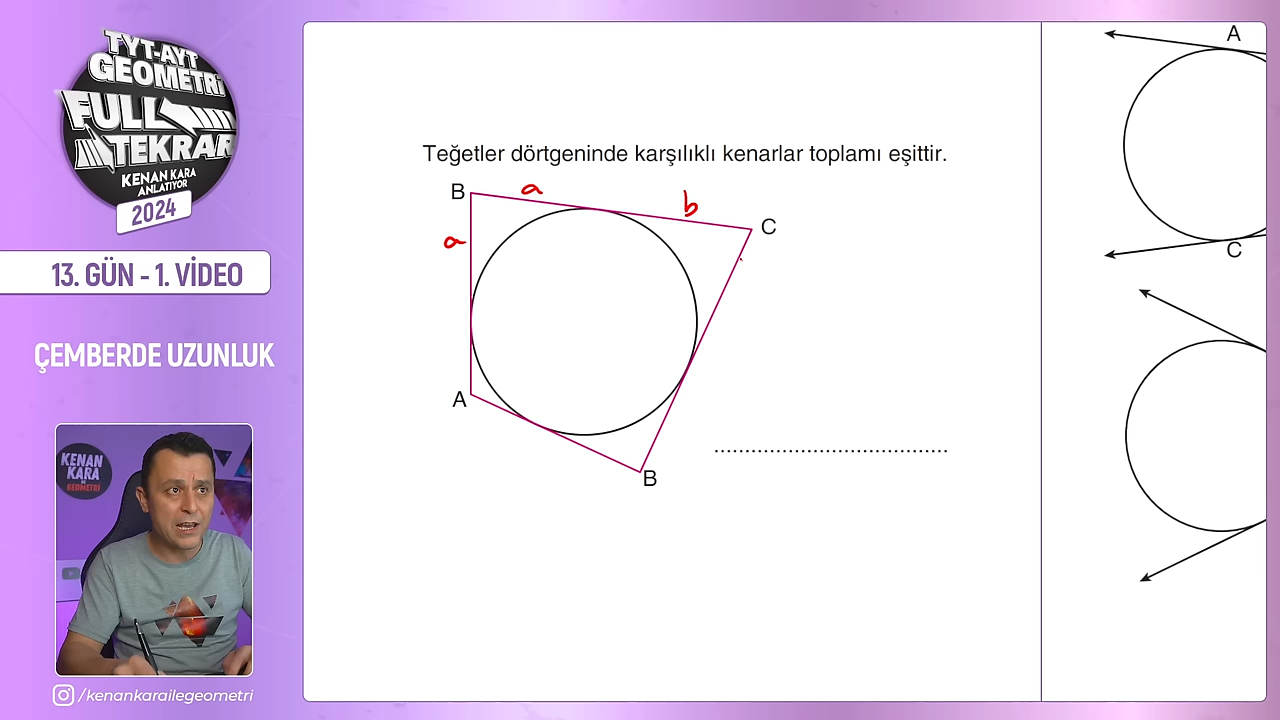 TYT-AYT
GEOMETRİ
FULL
TEKRAR
KENAN KARA
ANLATIYOR
2024
13. GÜN - 1. VİDEO
ÇEMBERDE UZUNLUK
KENAN
KARA
GEOMETRİ
/kenankarailegeometri
Teğetler dörtgeninde karşılıklı kenarlar toplamı eşittir.
B
a
b
C
a
A
B
.......................................
A
C